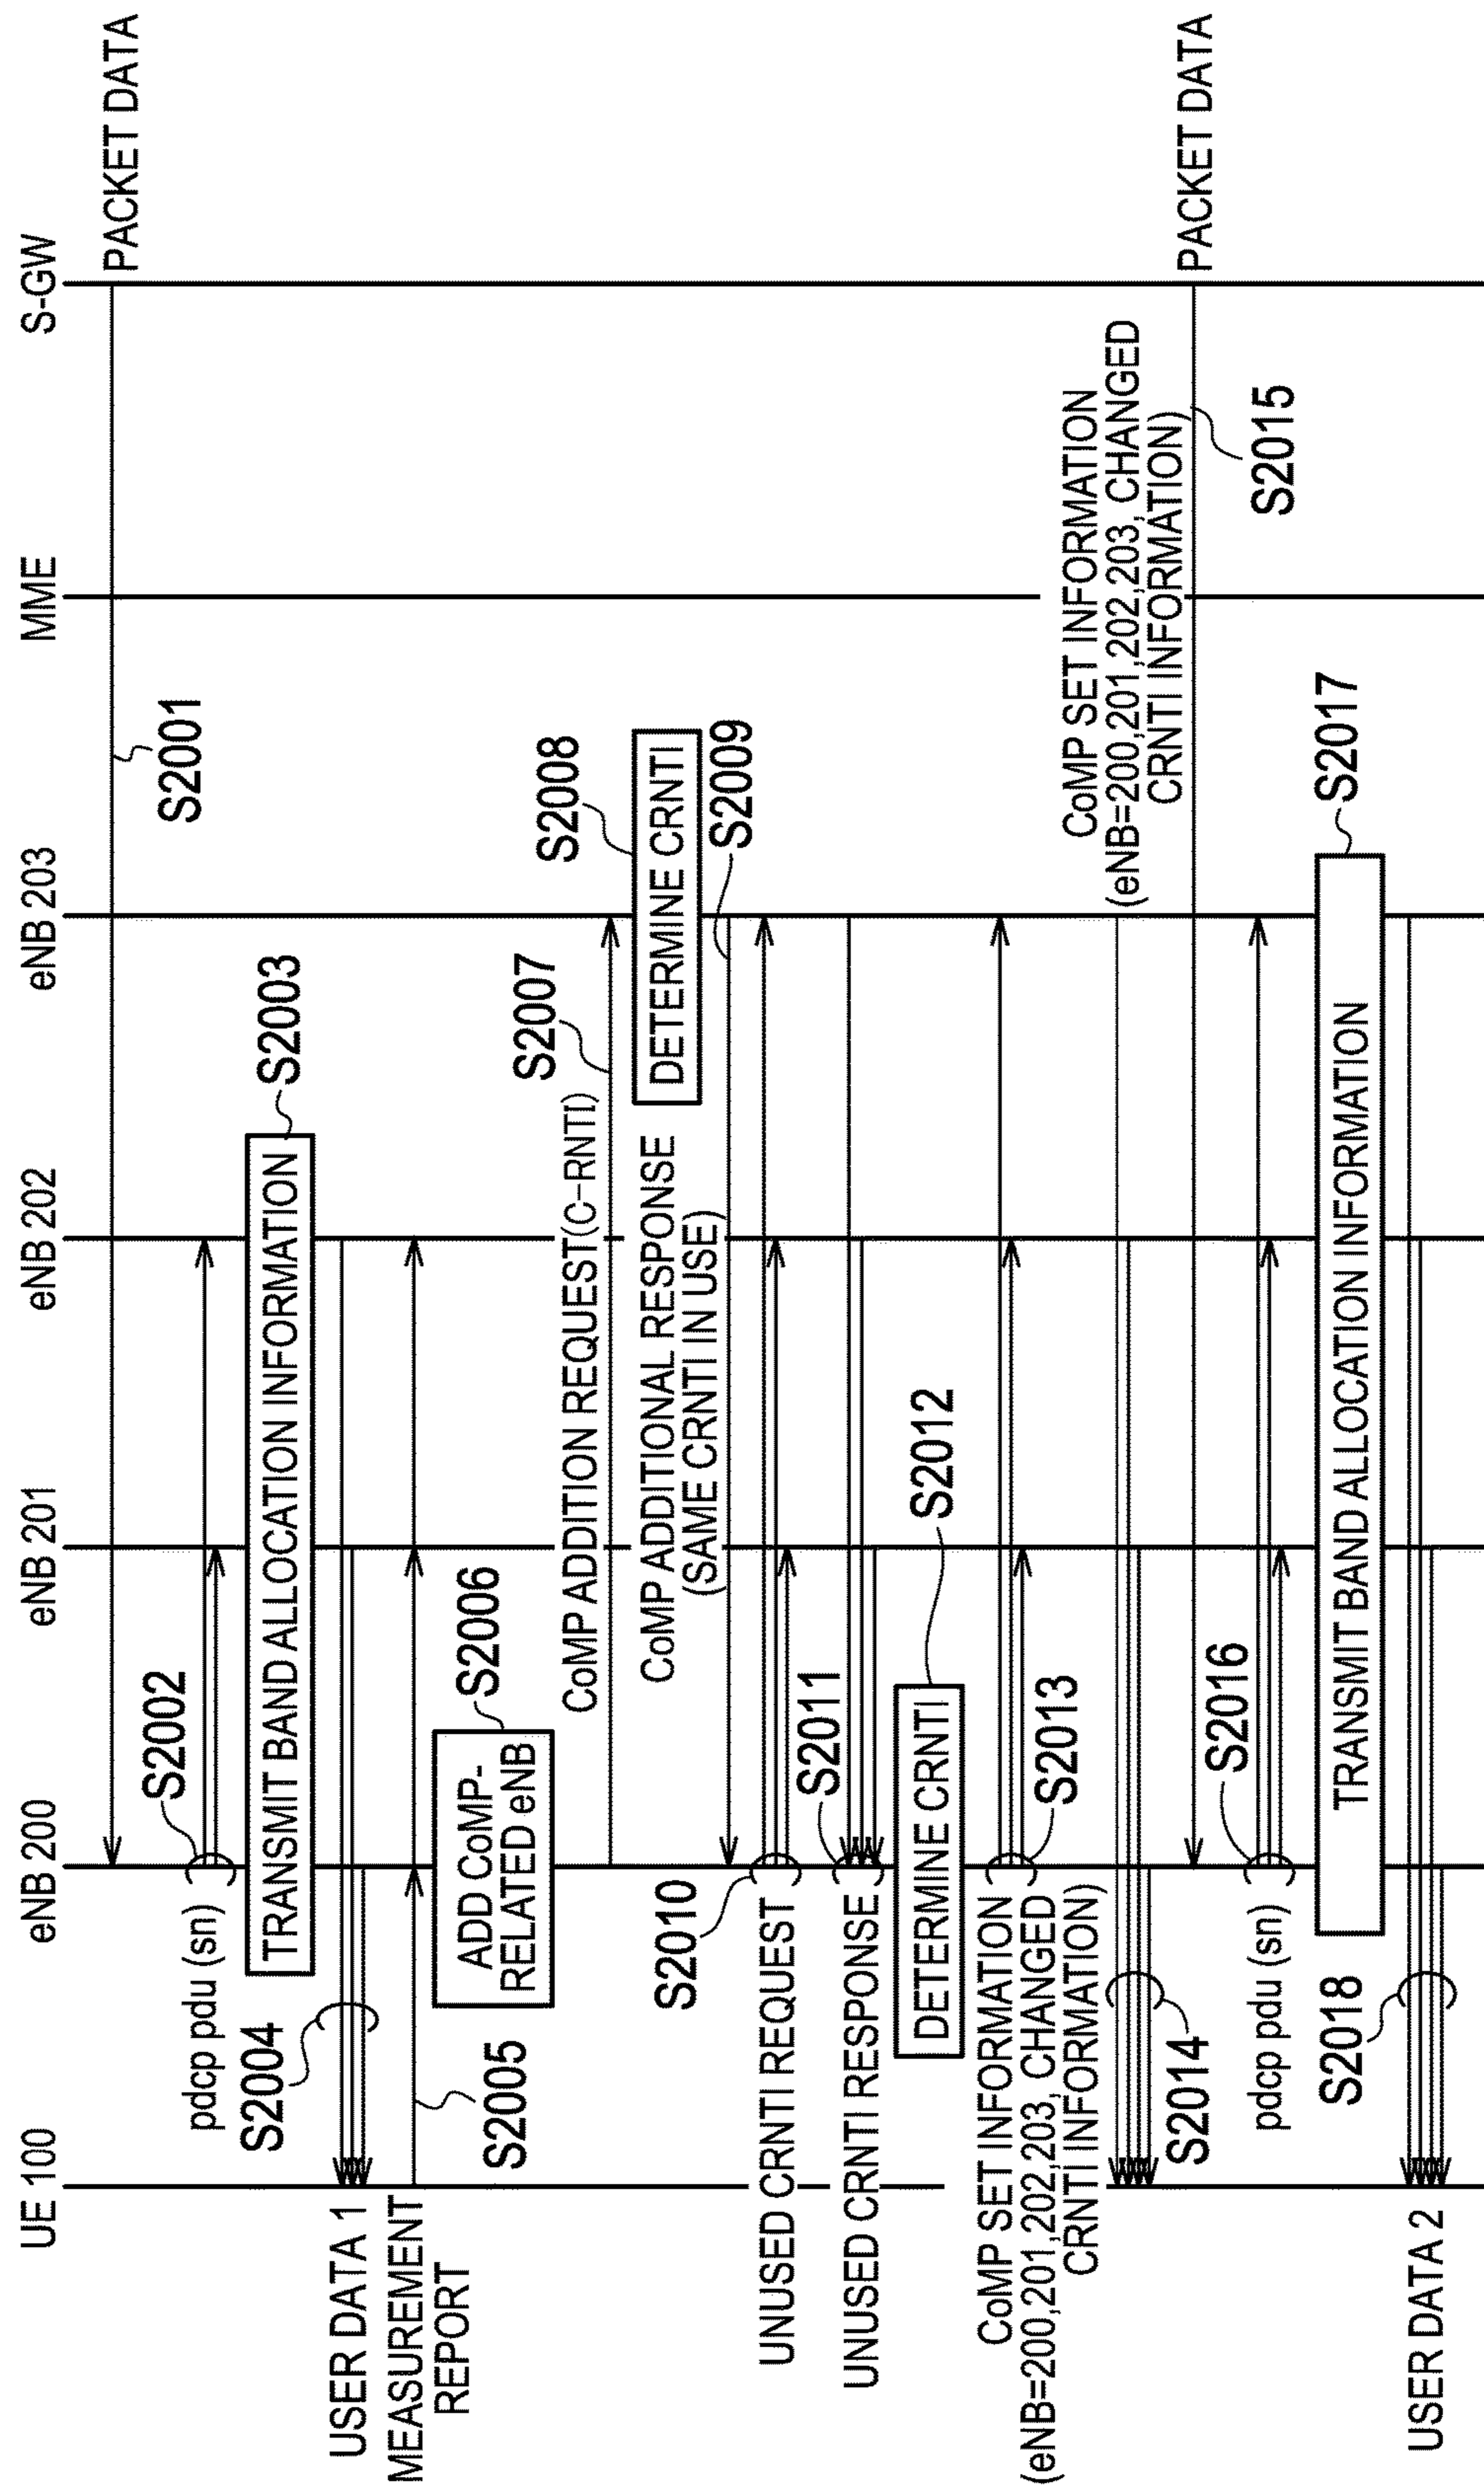 UE 100
eNB 200
eNB 201
eNB 202
eNB 203
MME
S-GW
PACKET DATA
S2001
pdcp pdu (sn)
S2002
TRANSMIT BAND ALLOCATION INFORMATION
S2003
S2004
USER DATA 1
MEASUREMENT
REPORT
S2005
ADD CoMP-
RELATED eNB
S2006
CoMP ADDITION REQUEST(C-RNTI)
S2007
DETERMINE CRNTI
S2008
CoMP ADDITIONAL RESPONSE
(SAME CRNTI IN USE)
S2009
UNUSED CRNTI REQUEST
S2010
UNUSED CRNTI RESPONSE
S2011
DETERMINE CRNTI
S2012
CoMP SET INFORMATION
(eNB=200,201,202,203, CHANGED
CRNTI INFORMATION)
S2013
CoMP SET INFORMATION
(eNB=200,201,202,203, CHANGED
CRNTI INFORMATION)
S2014
PACKET DATA
S2015
pdcp pdu (sn)
S2016
TRANSMIT BAND ALLOCATION INFORMATION
S2017
S2018
USER DATA 2